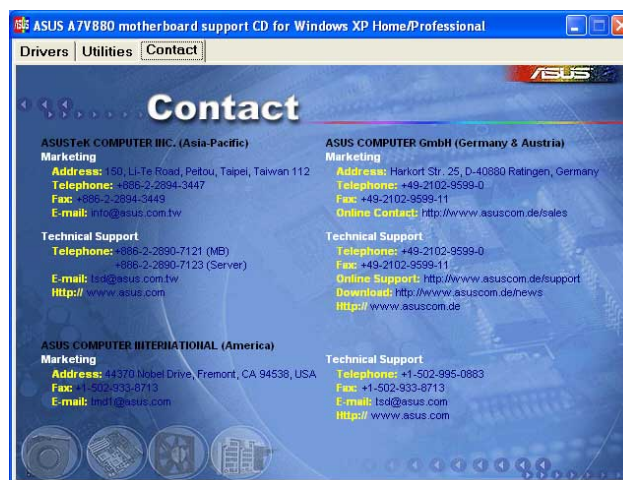 ASUS A7V880 motherboard support CD for Windows XP Home/Professional
Drivers Utilities Contact
ASUS
Contact
ASUSTeK COMPUTER INC. (Asia-Pacific)
Marketing
Address: 150, Li-Te Road, Peitou, Taipei, Taiwan 112
Telephone: +886-2-2894-3447
Fax: +886-2-2894-3449
E-mail: info@asus.com.tw
Technical Support
Telephone: +886-2-2890-7121 (MB)
+886-2-2890-7123 (Server)
E-mail: tsd@asus.com.tw
Http:// www.asus.com
ASUS COMPUTER GmbH (Germany & Austria)
Marketing
Address: Harkort Str. 25, D-40880 Ratingen, Germany
Telephone: +49-2102-9599-0
Fax: +49-2102-9599-11
Online Contact: http://www.asuscom.de/sales
Technical Support
Telephone: +49-2102-9599-0
Fax: +49-2102-9599-11
Online Support: http://www.asuscom.de/support
Download: http://www.asuscom.de/news
Http:// www.asuscom.de
ASUS COMPUTER INTERNATIONAL (America)
Marketing
Address: 44370 Nobel Drive, Fremont, CA 94538, USA
Fax: +1-502-933-8713
E-mail: tmd1@asus.com
Technical Support
Telephone: +1-502-995-0883
Fax: +1-502-933-8713
E-mail: tsd@asus.com
Http:// www.asus.com